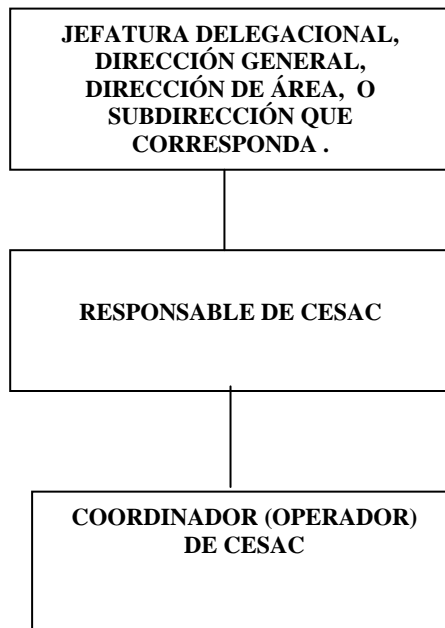 JEFATURA DELEGACIONAL,
DIRECCIÓN GENERAL,
DIRECCIÓN DE ÁREA, O
SUBDIRECCIÓN QUE
CORRESPONDA .
RESPONSABLE DE CESAC
COORDINADOR (OPERADOR)
DE CESAC